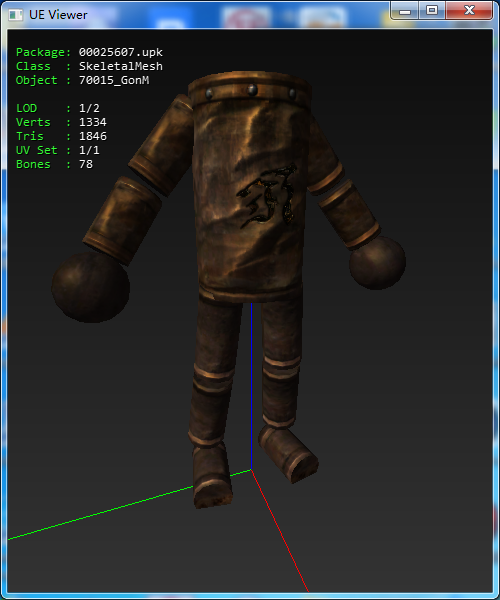 UE Viewer
Package: 00025607.upk
Class : SkeletalMesh
Object : 70015_GonM
LOD : 1/2
Verts : 1334
Tris : 1846
UV Set : 1/1
Bones : 78